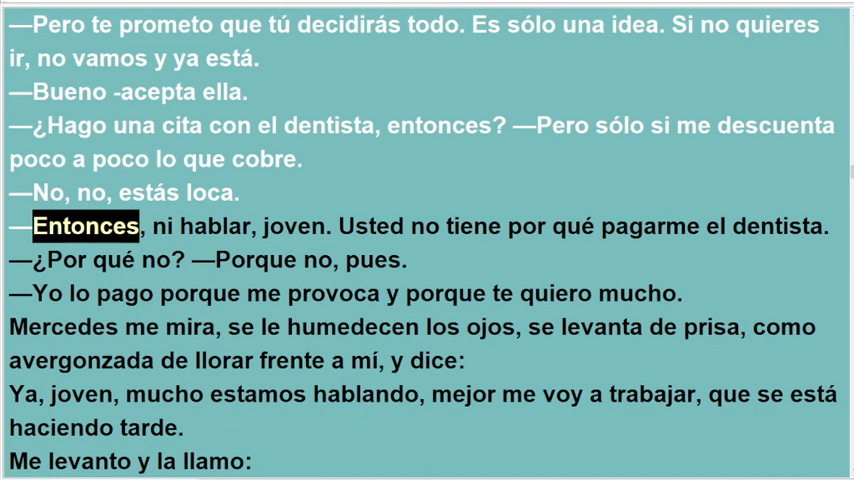 —Pero te prometo que tú decidirás todo. Es sólo una idea. Si no quieres
ir, no vamos y ya está.
—Bueno -acepta ella.
—¿Hago una cita con el dentista, entonces? —Pero sólo si me descuenta
poco a poco lo que cobre.
—No, no, estás loca.
—Entonces, ni hablar, joven. Usted no tiene por qué pagarme el dentista.
—¿Por qué no? —Porque no, pues.
—Yo lo pago porque me provoca y porque te quiero mucho.
Mercedes me mira, se le humedecen los ojos, se levanta de prisa, como
avergonzada de llorar frente a mí, y dice:
Ya, joven, mucho estamos hablando, mejor me voy a trabajar, que se está
haciendo tarde.
Me levanto y la llamo: